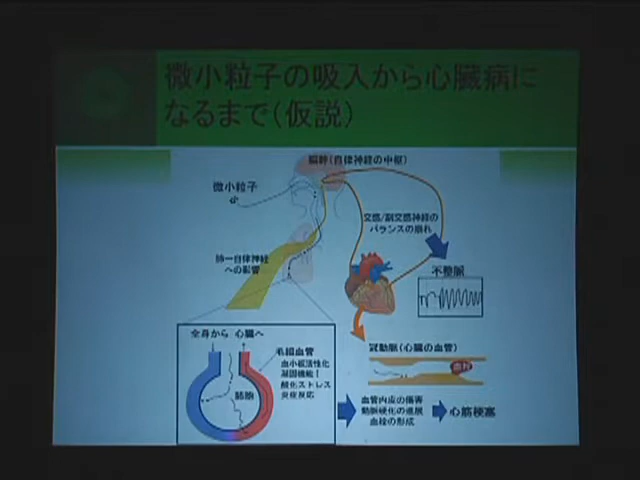 微小粒子の吸入から心臓病に
なるまで(仮説)
脳幹(自律神経の中枢)
微小粒子
交感/副交感神経の
バランスの崩れ
肺ー自律神経
への影響
不整脈
全身から 心臓へ
毛細血管
血小板活性化
凝固機能↑
酸化ストレス
炎症反応
肺胞
冠動脈(心臓の血管)
血栓
血管内皮の傷害
動脈硬化の進展
血栓の形成
心筋梗塞